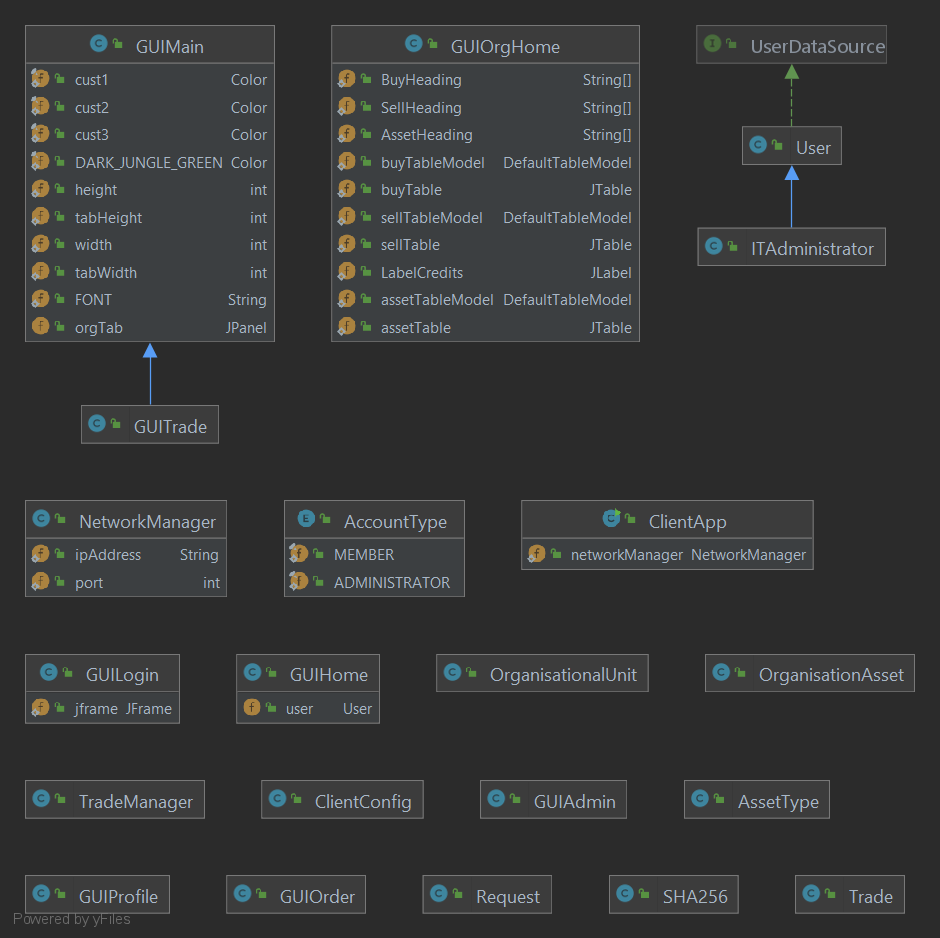 GUIMain
cust1 Color
cust2 Color
cust3 Color
DARK_JUNGLE_GREEN Color
height int
tabHeight int
width int
tabWidth int
FONT String
orgTab JPanel
GUIOrgHome
BuyHeading String[]
SellHeading String[]
AssetHeading String[]
buyTableModel DefaultTableModel
buyTable JTable
sellTableModel DefaultTableModel
sellTable JTable
LabelCredits JLabel
assetTableModel DefaultTableModel
assetTable JTable
UserDataSource
User
ITAdministrator
GUITrade
NetworkManager
ipAddress String
port int
AccountType
MEMBER
ADMINISTRATOR
ClientApp
networkManager NetworkManager
GUILogin
jframe JFrame
GUIHome
user User
OrganisationalUnit
OrganisationAsset
TradeManager
ClientConfig
GUIAdmin
AssetType
GUIProfile
GUIOrder
Request
SHA256
Trade
Powered by yFiles